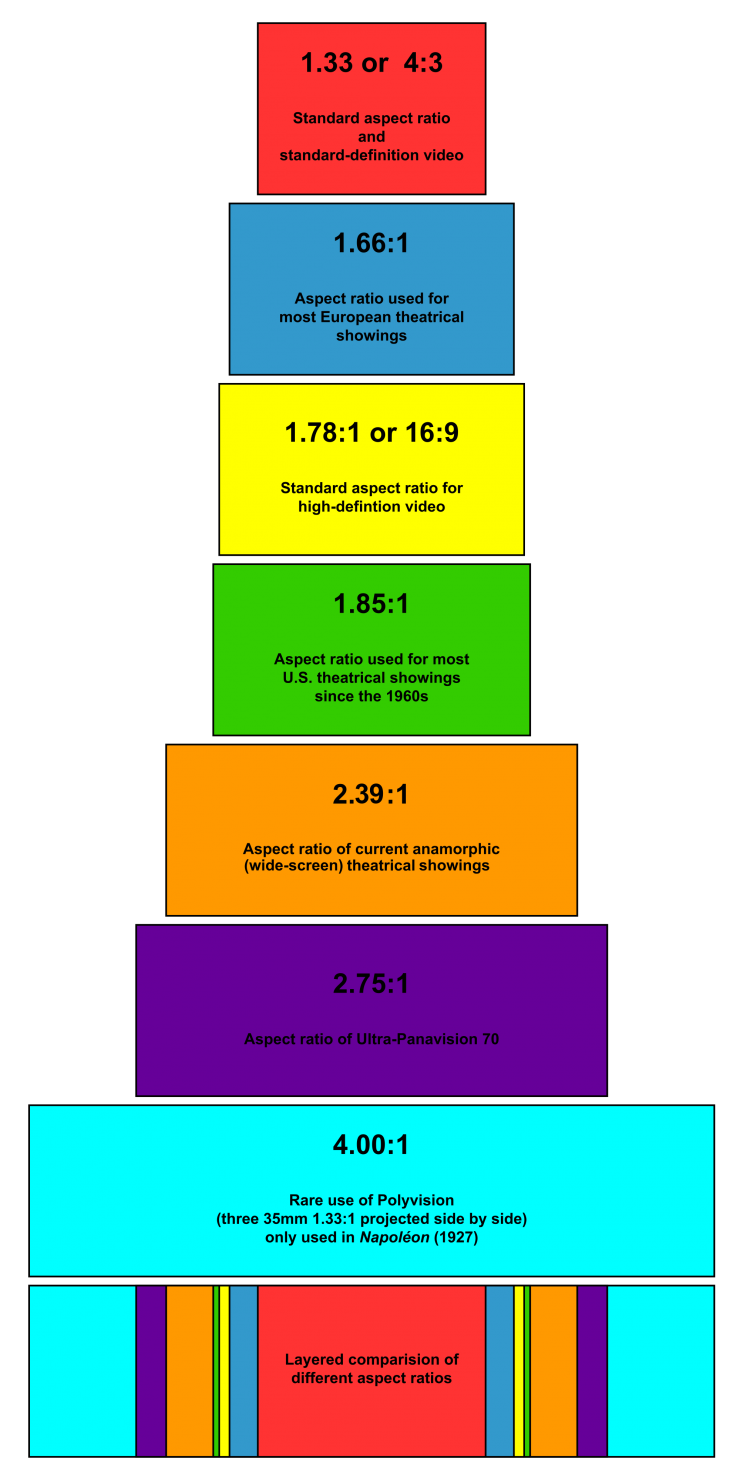 1.33 or 4:3
Standard aspect ratio
and
standard-definition video
1.66:1
Aspect ratio used for
most European theatrical
showings
1.78:1 or 16:9
Standard aspect ratio for
high-defintion video
1.85:1
Aspect ratio used for most
U.S. theatrical showings
since the 1960s
2.39:1
Aspect ratio of current anamorphic
(wide-screen) theatrical showings
2.75:1
Aspect ratio of Ultra-Panavision 70
4.00:1
Rare use of Polyvision
(three 35mm 1.33:1 projected side by side)
only used in Napoléon (1927)
Layered comparision of
different aspect ratios